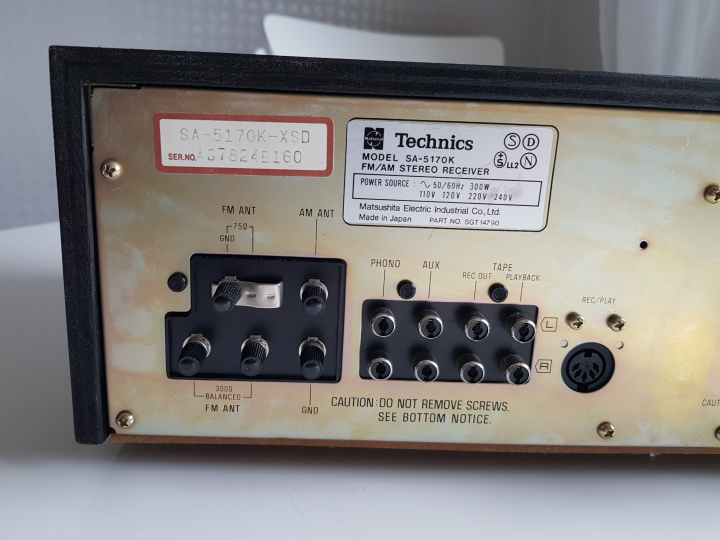 SA-5170K-XSD
SER.NO. AG7824B160
National
Technics
MODEL SA-5170K
FM/AM STEREO RECEIVER
S D
S LL2 N
POWER SOURCE : ∿ 50/60Hz 300W
110V 120V 220V 240V
Matsushita Electric Industrial Co., Ltd.
Made in Japan PART NO. SGT14790
FM ANT
AM ANT
75Ω
GND
PHONO
AUX
TAPE
REC OUT
PLAYBACK
REC/PLAY
L
R
300Ω
BALANCED
FM ANT
GND
CAUTION:DO NOT REMOVE SCREWS.
SEE BOTTOM NOTICE.